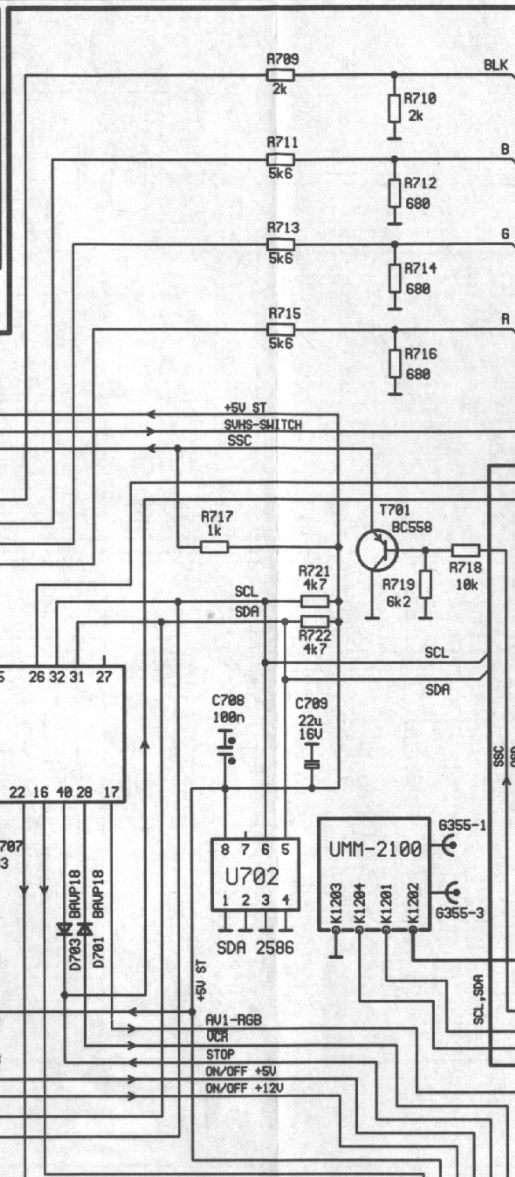 R709
2k
BLK
R710
2k
R711
5k6
B
R712
680
R713
5k6
G
R714
680
R715
5k6
R
R716
680
+5V ST
SVHS-SWITCH
SSC
T701
BC558
R717
1k
R721
4k7
R719
6k2
R718
10k
SCL
SDA
R722
4k7
SCL
SDA
26 32 31 27
C708
100n
C709
22u
16V
SSC
22 16 40 28 17
8 7 6 5
U702
1 2 3 4
SDA 2586
UMM-2100
K1203
K1204
K1201
K1202
G355-1
G355-3
D703 BAVP18
D701 BAVP18
+5V ST
SCL,SDA
AV1-RGB
VCR
STOP
ON/OFF +5V
ON/OFF +12V